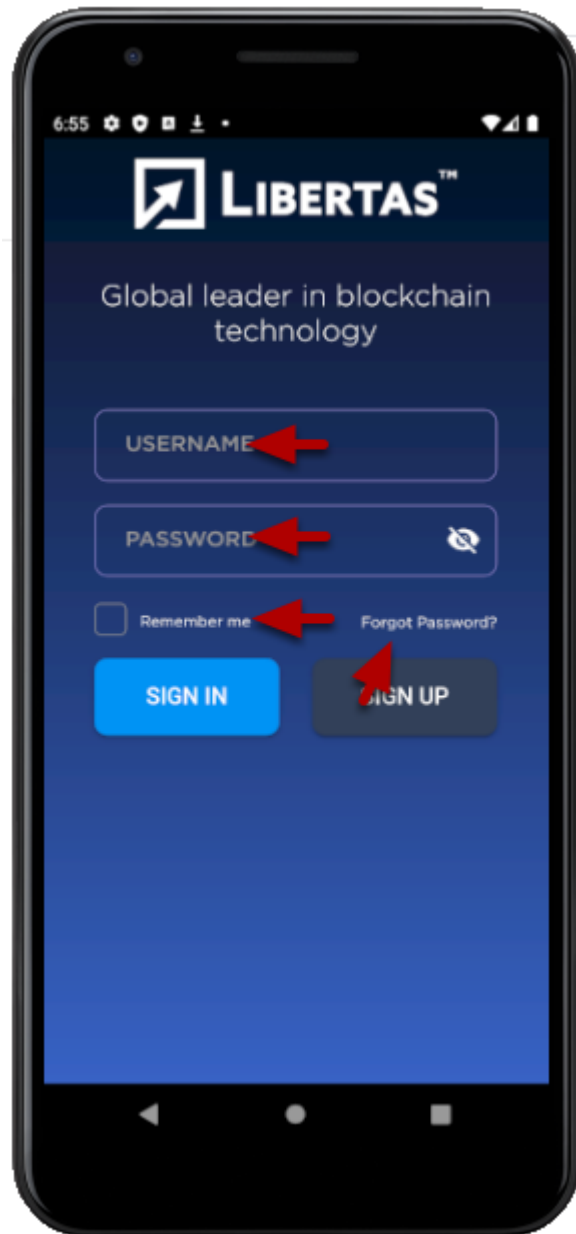 6:55
LIBERTAS™
Global leader in blockchain
technology
USERNAME
PASSWORD
Remember me Forgot Password?
SIGN IN SIGN UP